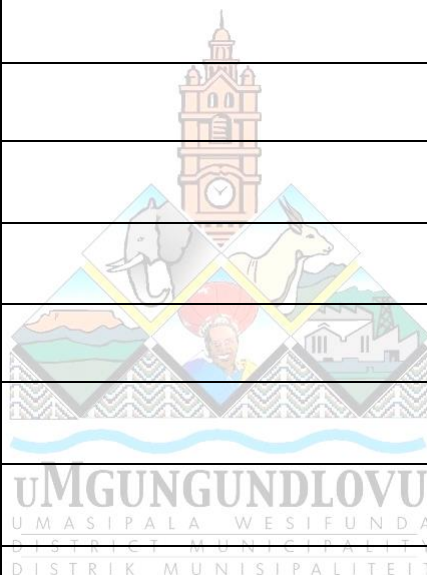 uMGUNGUNDLOVU
UMASIPALA WESIFUNDA
DISTRICT MUNICIPALITY
DISTRIK MUNISIPALITEIT